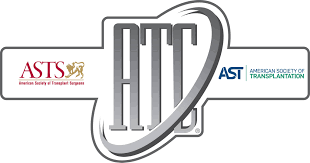 ASTS
American Society of Transplant Surgeons
ATC®
AST
AMERICAN SOCIETY OF
TRANSPLANTATION